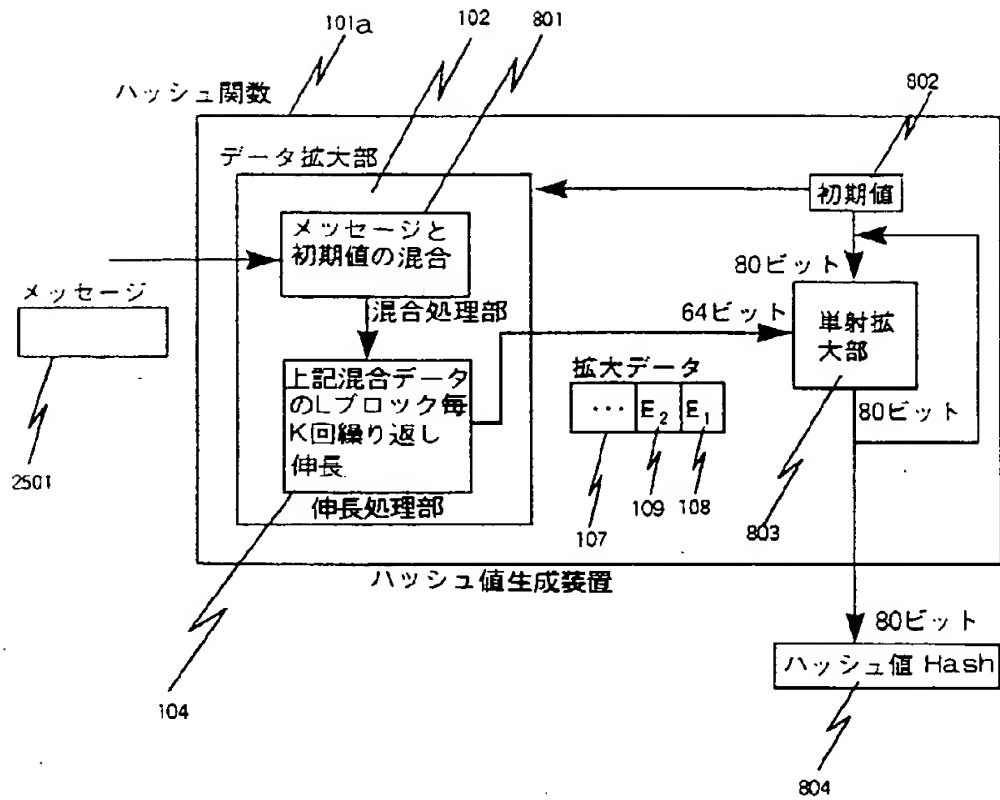 101a
102
801
802
ハッシュ関数
データ拡大部
初期値
メッセージと
初期値の混合
80ビット
メッセージ
混合処理部
64ビット
単射拡
大部
上記混合データ
のLブロック毎
K回繰り返し
伸長
拡大データ
… E₂ E₁
80ビット
2501
伸長処理部
107
109
108
803
ハッシュ値生成装置
80ビット
ハッシュ値 Hash
104
804